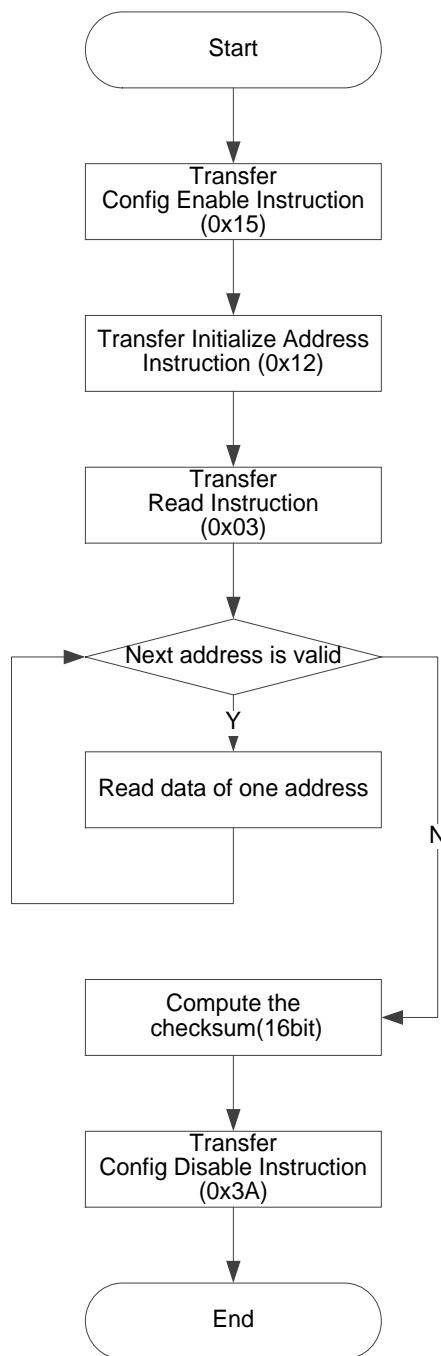 Start
Transfer
Config Enable Instruction
(0x15)
Transfer Initialize Address
Instruction (0x12)
Transfer
Read Instruction
(0x03)
Next address is valid
Y
Read data of one address
N
Compute the
checksum(16bit)
Transfer
Config Disable Instruction
(0x3A)
End